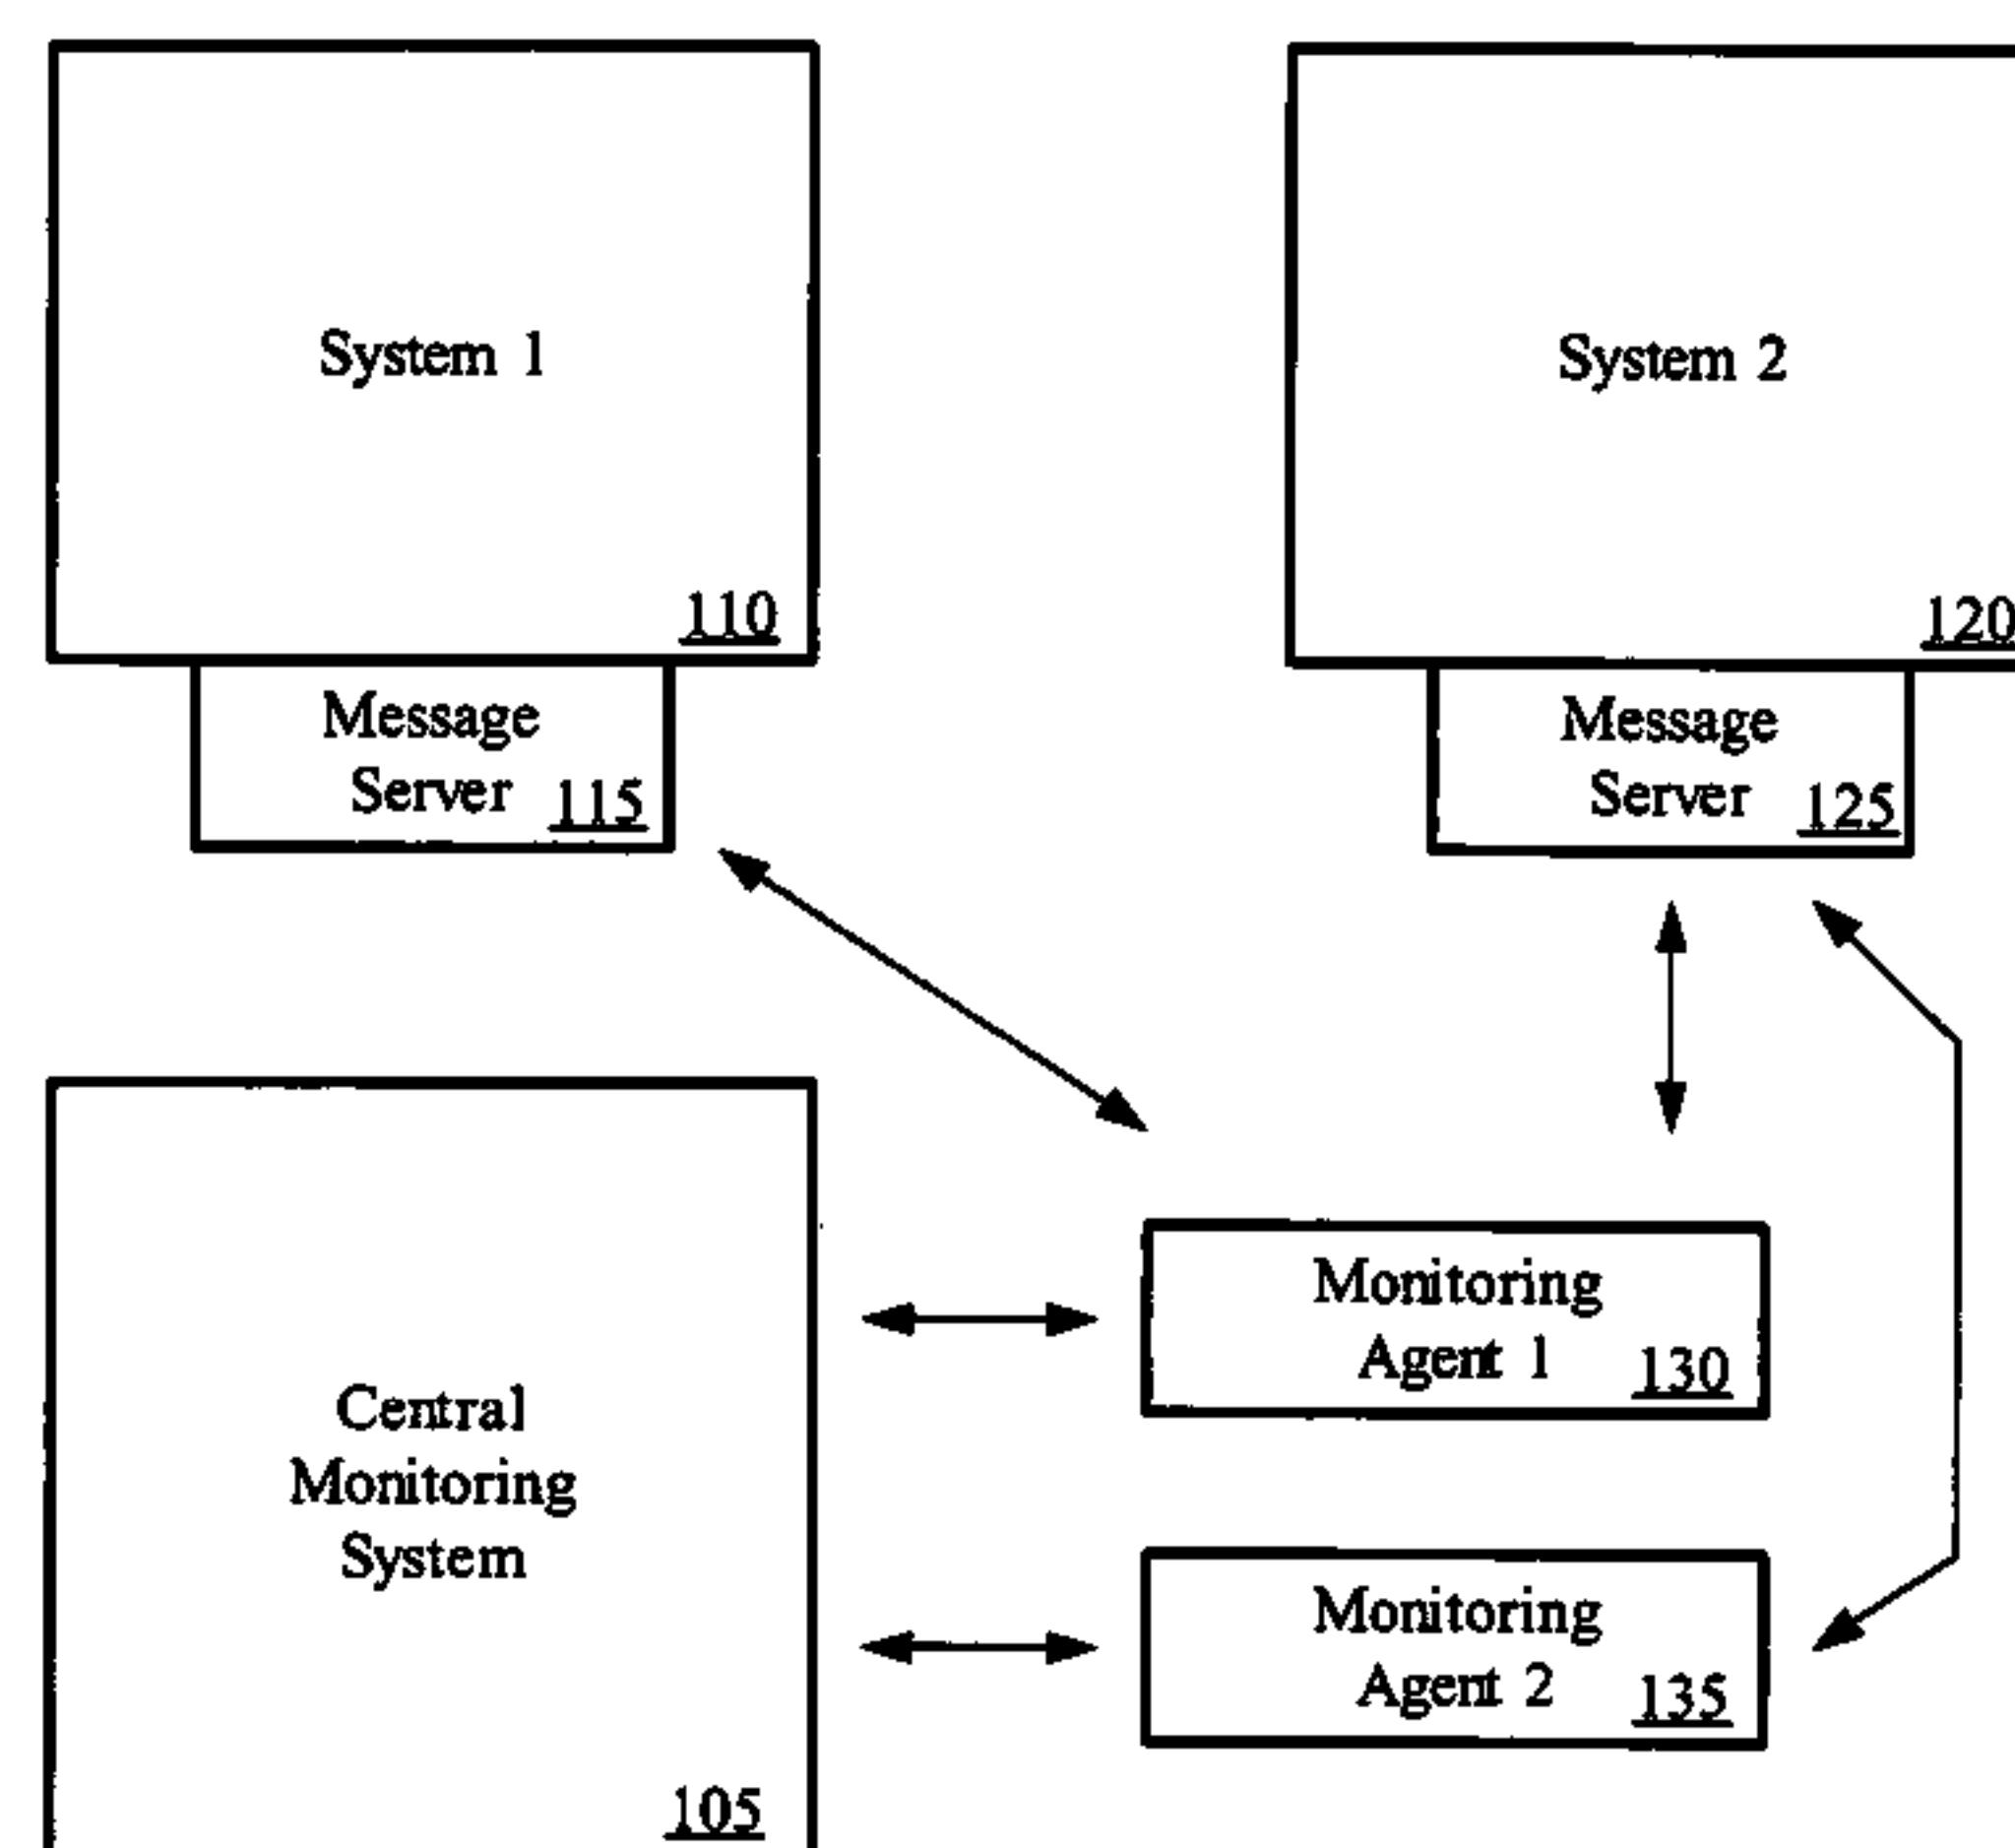 System 1
110
Message
Server 115
System 2
120
Message
Server 125
Central
Monitoring
System
105
Monitoring
Agent 1 130
Monitoring
Agent 2 135